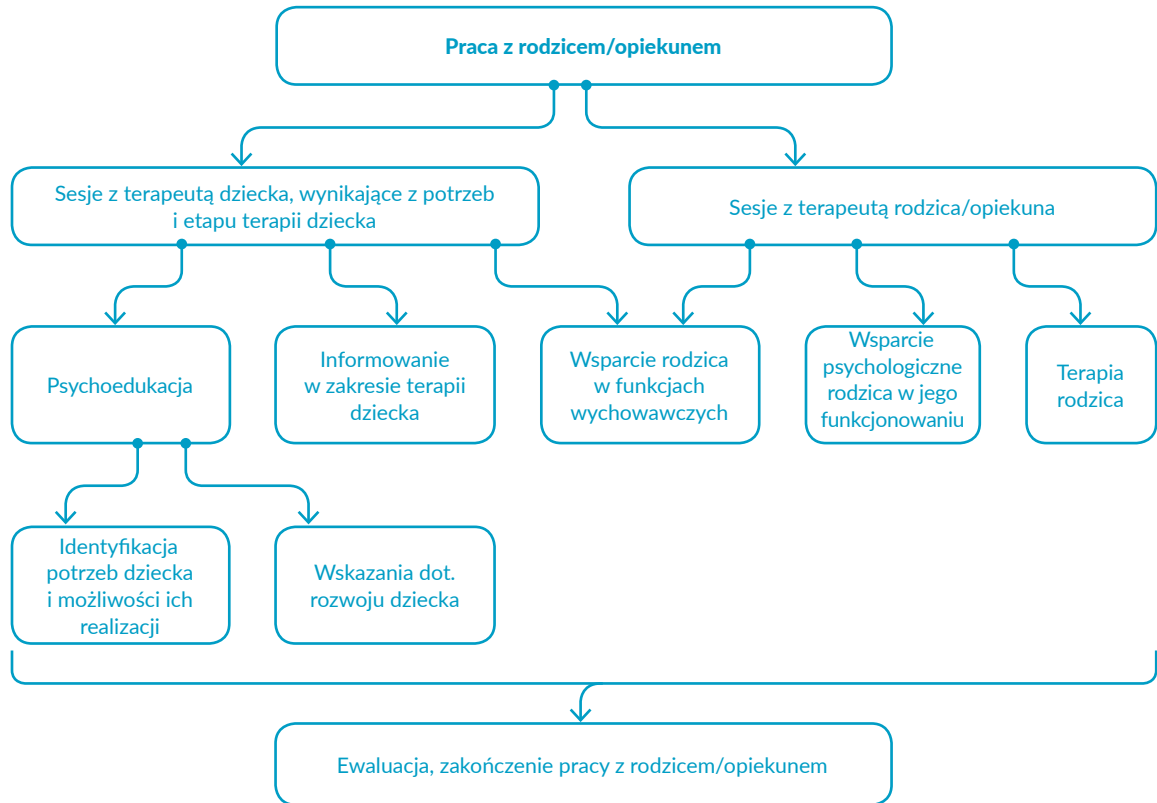 Praca z rodzicem/opiekunem
Sesje z terapeutą dziecka, wynikające z potrzeb
i etapu terapii dziecka
Sesje z terapeutą rodzica/opiekuna
Psychoedukacja
Informowanie
w zakresie terapii
dziecka
Wsparcie rodzica
w funkcjach
wychowawczych
Wsparcie
psychologiczne
rodzica w jego
funkcjonowaniu
Terapia
rodzica
Identyfikacja
potrzeb dziecka
i możliwości ich
realizacji
Wskazania dot.
rozwoju dziecka
Ewaluacja, zakończenie pracy z rodzicem/opiekunem